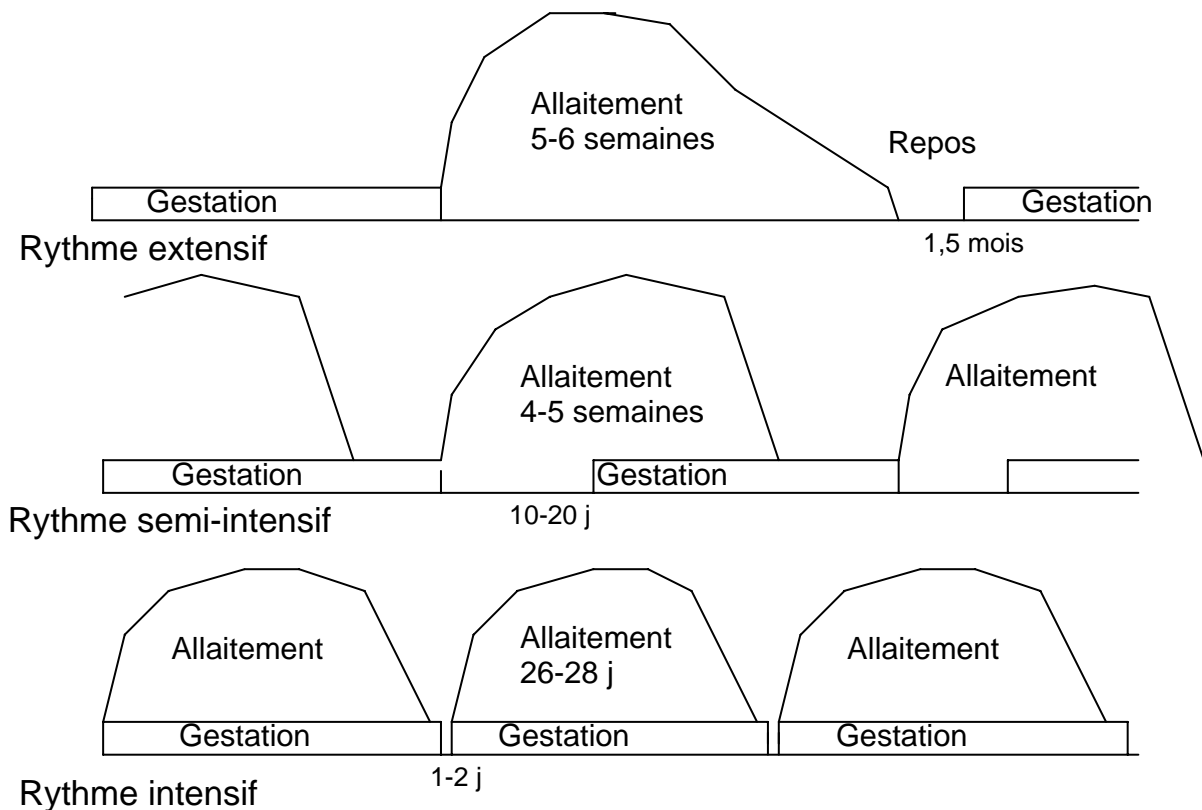 Allaitement
5-6 semaines
Repos
Gestation
Gestation
Rythme extensif
1,5 mois
Allaitement
4-5 semaines
Allaitement
Gestation
Gestation
Rythme semi-intensif
10-20 j
Allaitement
Allaitement
26-28 j
Allaitement
Gestation
Gestation
Gestation
Rythme intensif
1-2 j